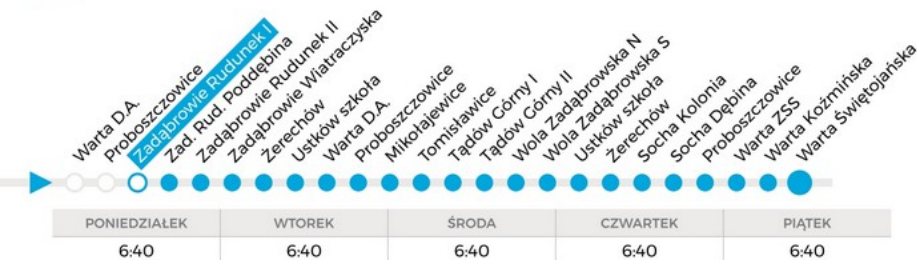 Warta D.A.
Proboszczowice
Zadąbrowie Rudunek I
Zad. Rud. Poddębina
Zadąbrowie Rudunek II
Zadąbrowie Wiatraczyska
Żerechów
Ustków szkoła
Warta D.A.
Proboszczowice
Mikołajewice
Tomisławice
Tądów Górny I
Tądów Górny II
Wola Zadąbrowska N
Wola Zadąbrowska S
Ustków szkoła
Żerechów
Socha Kolonia
Socha Dębina
Proboszczowice
Warta ZSS
Warta Koźmińska
Warta Świętojańska
PONIEDZIAŁEK WTOREK ŚRODA CZWARTEK PIĄTEK
6:40 6:40 6:40 6:40 6:40